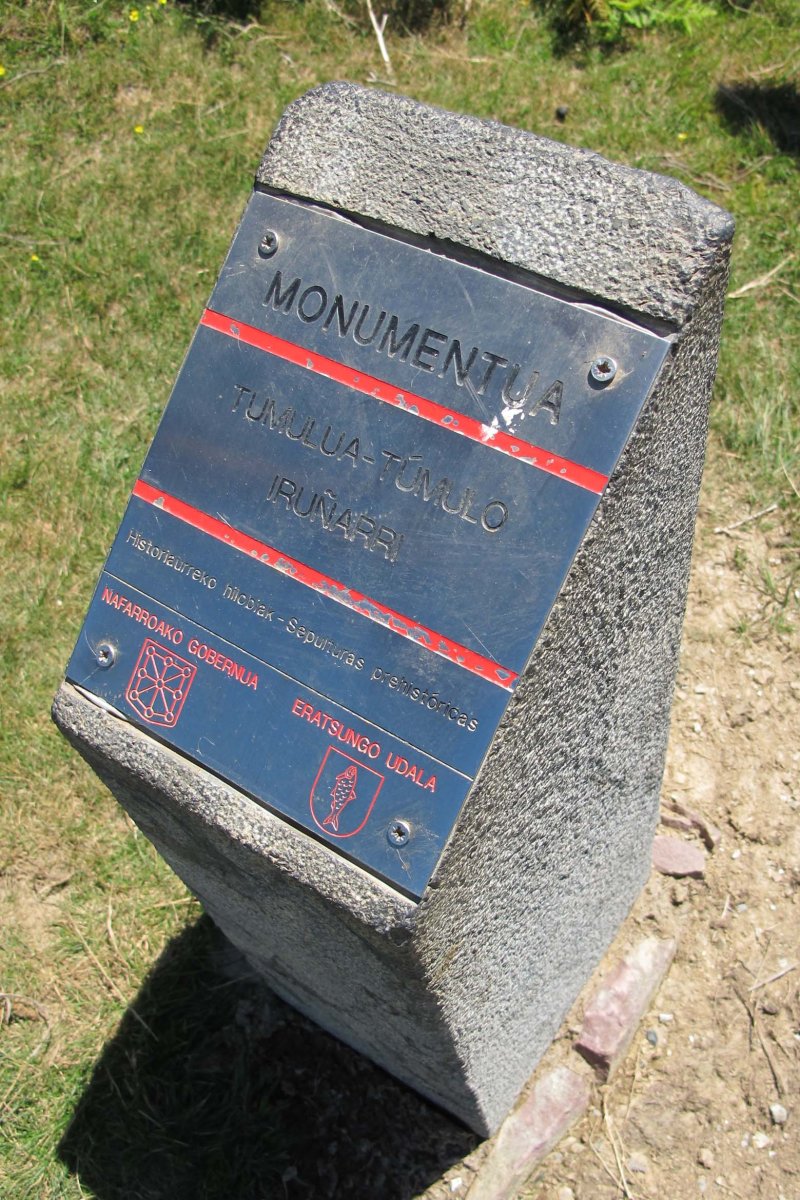 MONUMENTUA
TUMULUA-TÚMULO
IRUÑARRI
Historiaurreko hilobiak - Sepulturas prehistóricas
NAFARROAKO GOBERNUA
ERATSUNGO UDALA